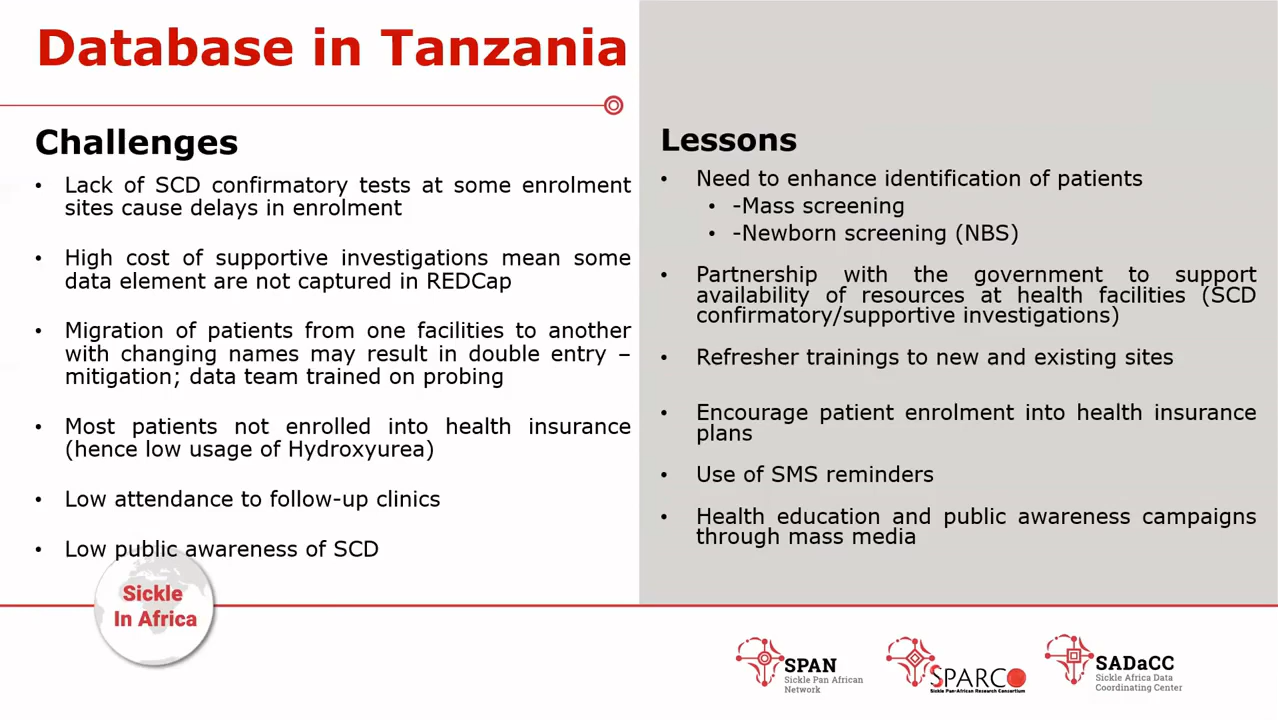 Database in Tanzania
Challenges
• Lack of SCD confirmatory tests at some enrolment
sites cause delays in enrolment
• High cost of supportive investigations mean some
data element are not captured in REDCap
• Migration of patients from one facilities to another
with changing names may result in double entry –
mitigation; data team trained on probing
• Most patients not enrolled into health insurance
(hence low usage of Hydroxyurea)
• Low attendance to follow-up clinics
• Low public awareness of SCD
Lessons
• Need to enhance identification of patients
• -Mass screening
• -Newborn screening (NBS)
• Partnership with the government to support
availability of resources at health facilities (SCD
confirmatory/supportive investigations)
• Refresher trainings to new and existing sites
• Encourage patient enrolment into health insurance
plans
• Use of SMS reminders
• Health education and public awareness campaigns
through mass media
Sickle
In Africa
SPAN
Sickle Pan African
Network
SPARCO
Sickle Pan-African Research Consortium
SADaCC
Sickle Africa Data
Coordinating Center